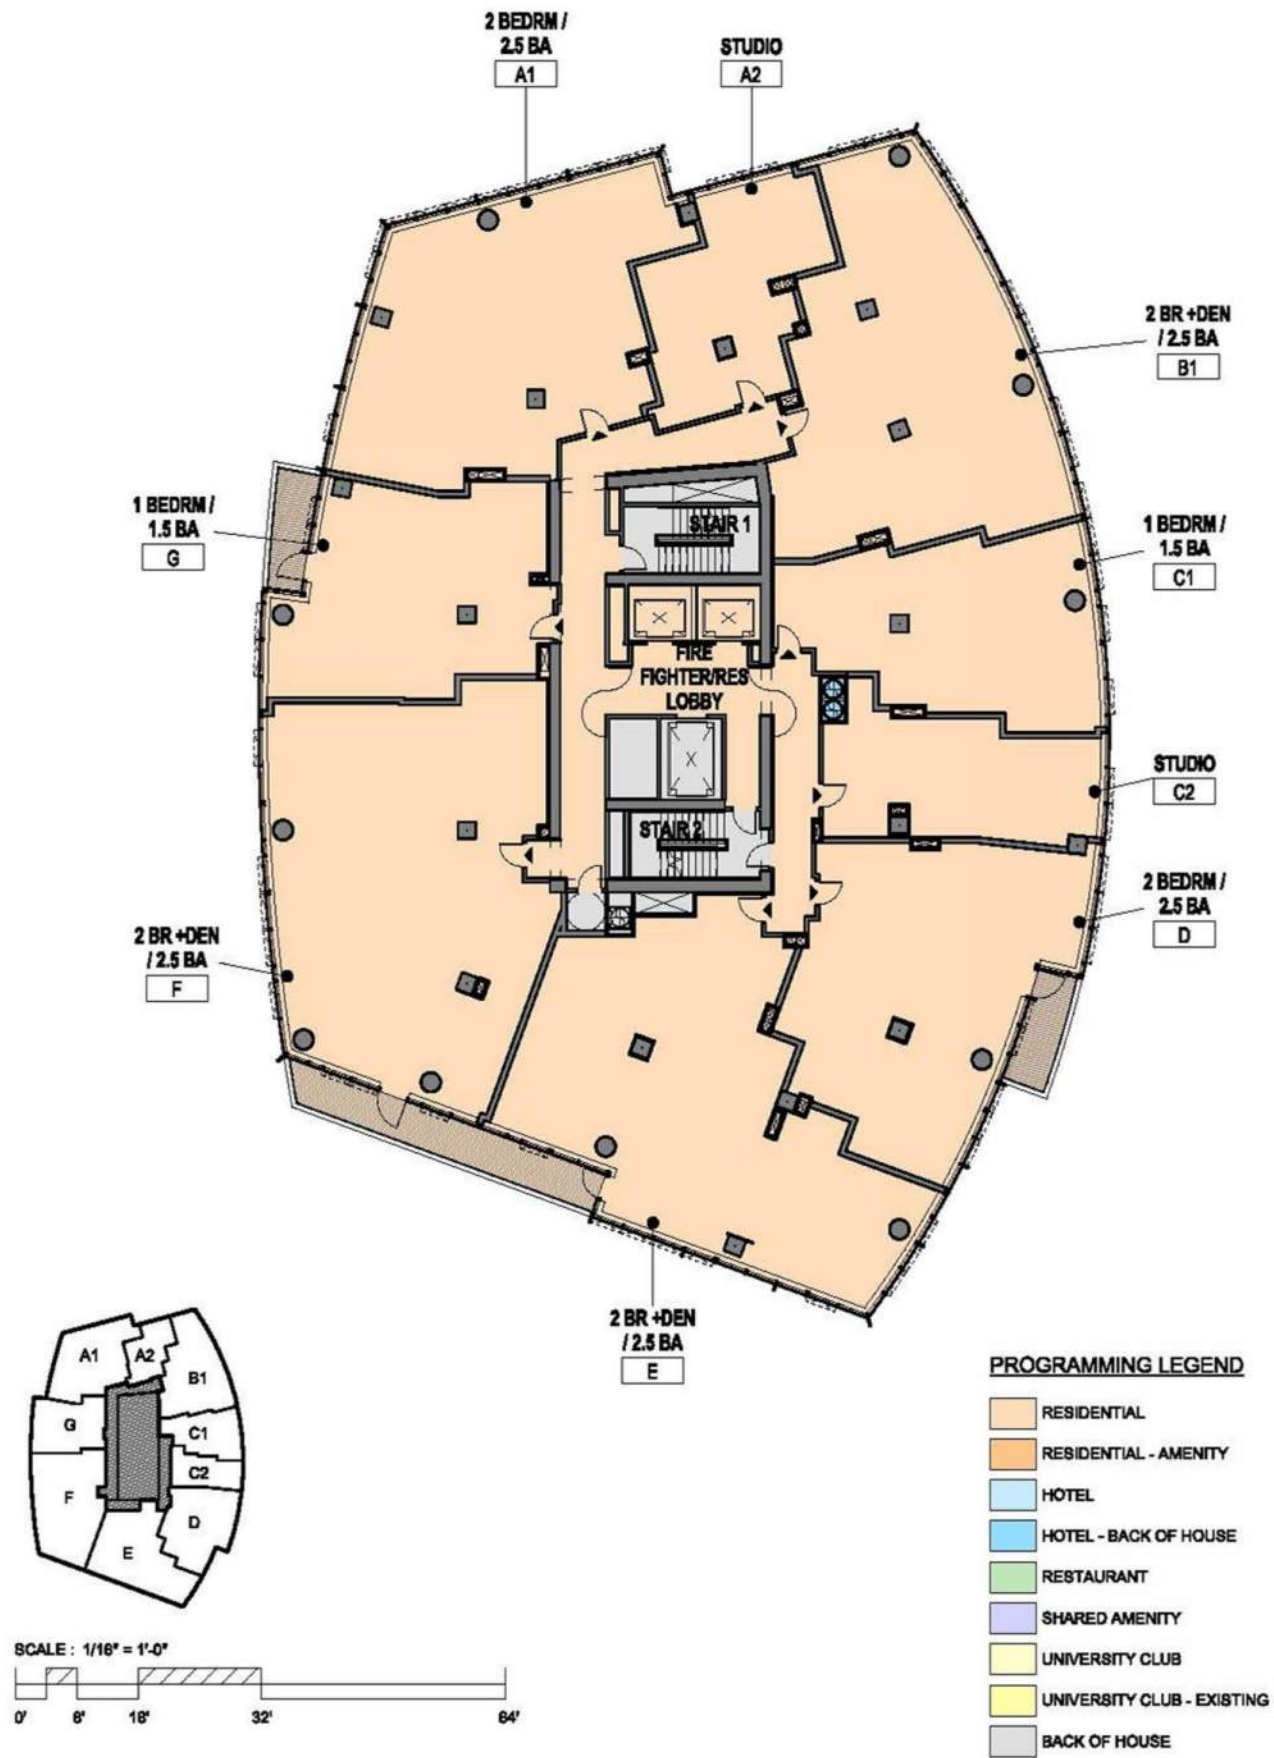 2 BEDRM /
2.5 BA
A1
STUDIO
A2
2 BR +DEN
/ 2.5 BA
B1
1 BEDRM /
1.5 BA
G
1 BEDRM /
1.5 BA
C1
STAIR 1
FIRE
FIGHTER/RES
LOBBY
STUDIO
C2
STAIR 2
2 BEDRM /
2.5 BA
D
2 BR +DEN
/ 2.5 BA
F
2 BR +DEN
/ 2.5 BA
E
A1
A2
B1
G
C1
C2
F
D
E
SCALE : 1/16" = 1'-0"
0' 8' 16' 32' 64'
PROGRAMMING LEGEND
RESIDENTIAL
RESIDENTIAL - AMENITY
HOTEL
HOTEL - BACK OF HOUSE
RESTAURANT
SHARED AMENITY
UNIVERSITY CLUB
UNIVERSITY CLUB - EXISTING
BACK OF HOUSE